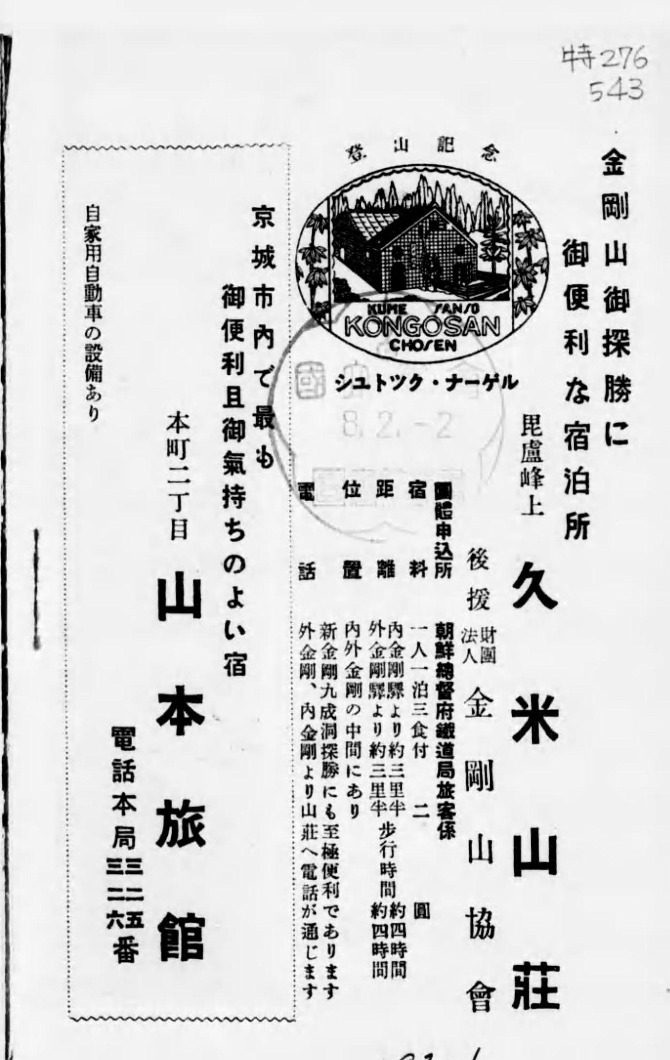 特276
543
金剛山御探勝に
御便利な宿泊所
毘盧峰上
久米山莊
後援 財團法人 金剛山協會
登山記念
KUME SANSO
KONGOSAN
CHOSEN
シユトツク・ナーゲル
8.2.-2
團體申込所 朝鮮總督府鐵道局旅客係
宿料 一人一泊三食付 二圓
距離 內金剛驛より約三里半 步行時間 約四時間
外金剛驛より約三里半 約四時間
位置 內外金剛の中間にあり
新金剛九成洞探勝にも至極便利であります
電話 外金剛、內金剛より山莊へ電話が通じます
京城市內で最も
御便利且御氣持ちのよい宿
本町二丁目
山本旅館
電話本局 三二五 三二六 番
自家用自動車の設備あり